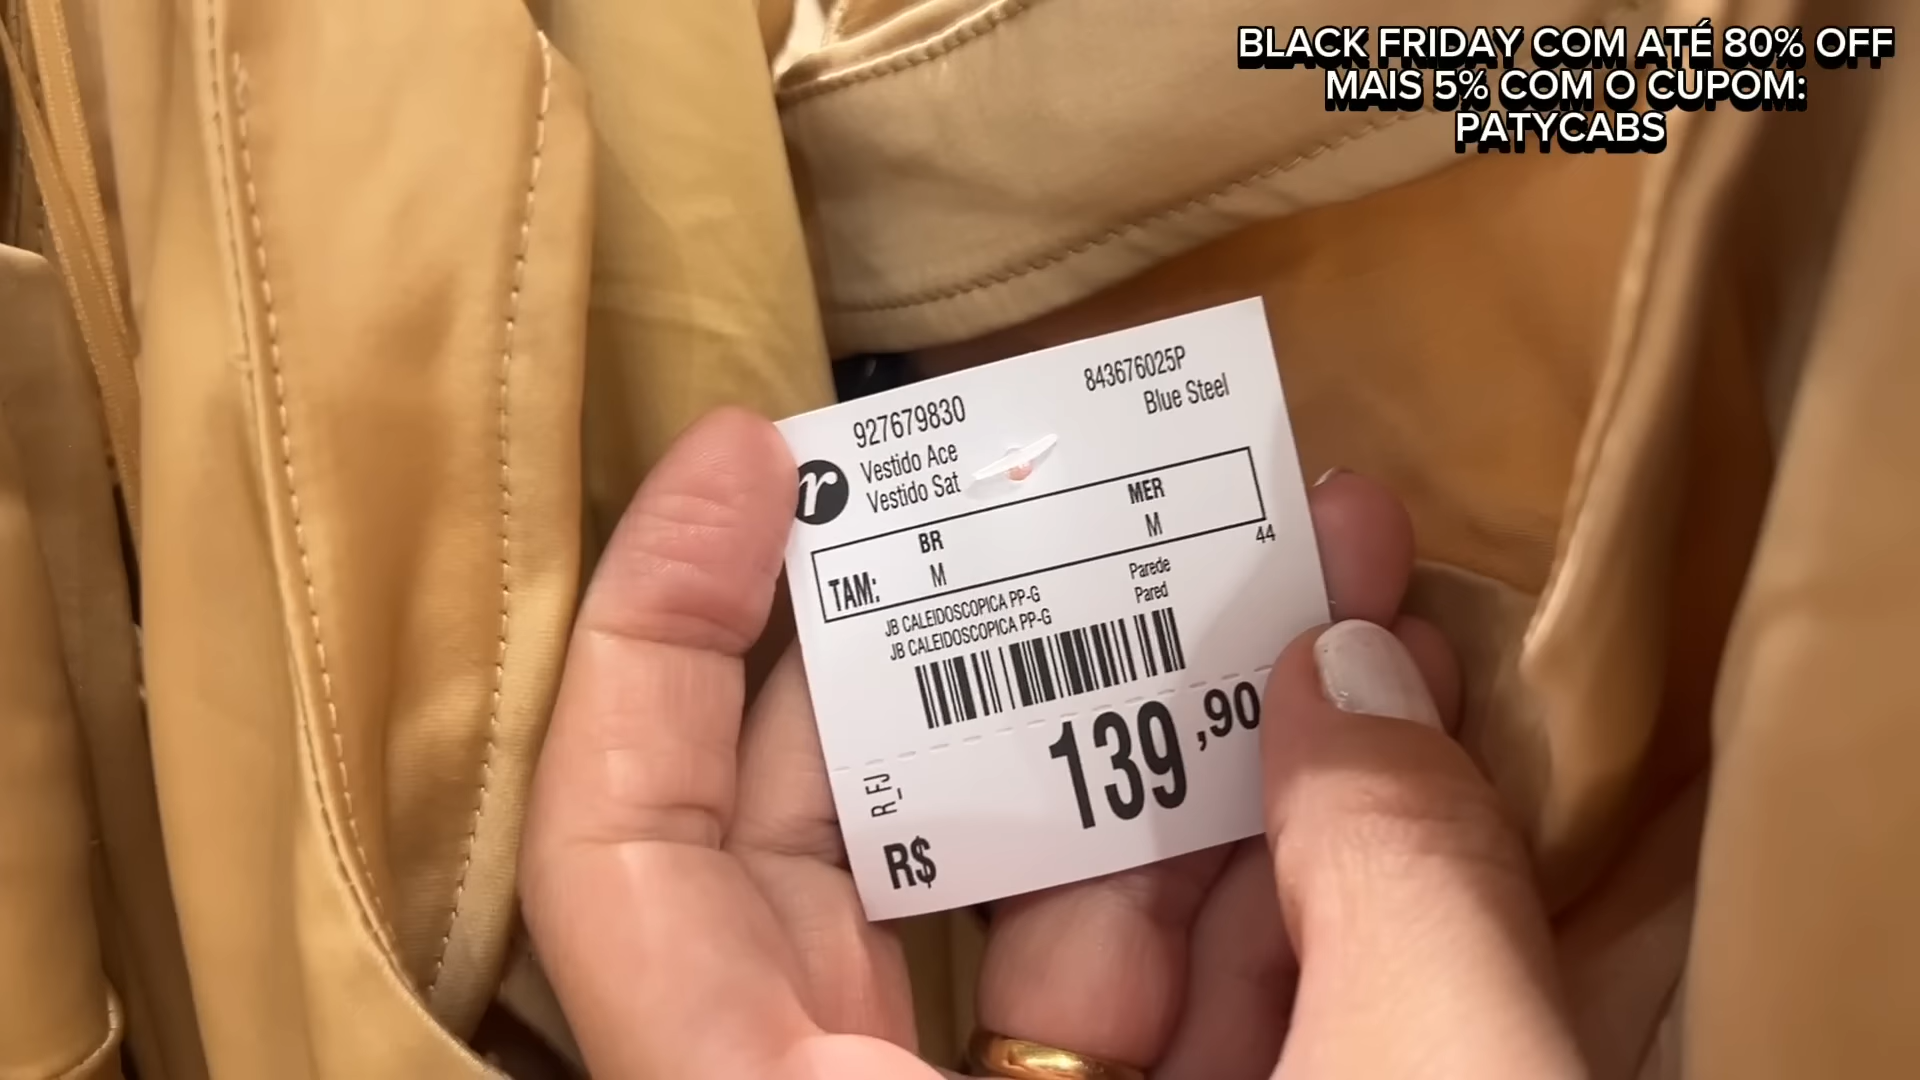 BLACK FRIDAY COM ATÉ 80% OFF
MAIS 5% COM O CUPOM:
PATYCABS
927679830
843676025P
Blue Steel
r
Vestido Ace
Vestido Sat
BR
MER
TAM:
M
M
44
JB CALEIDOSCOPICA PP-G
JB CALEIDOSCOPICA PP-G
Parede
Pared
R_FJ
R$
139,90